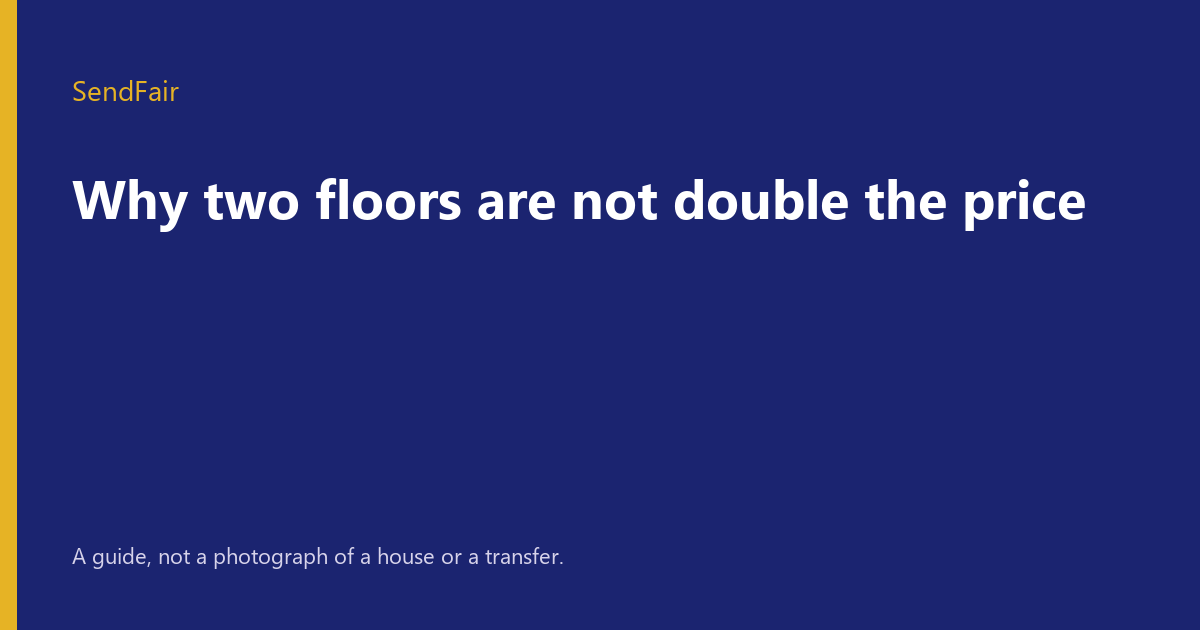 SendFair
Why two floors are not double the price
A guide, not a photograph of a house or a transfer.